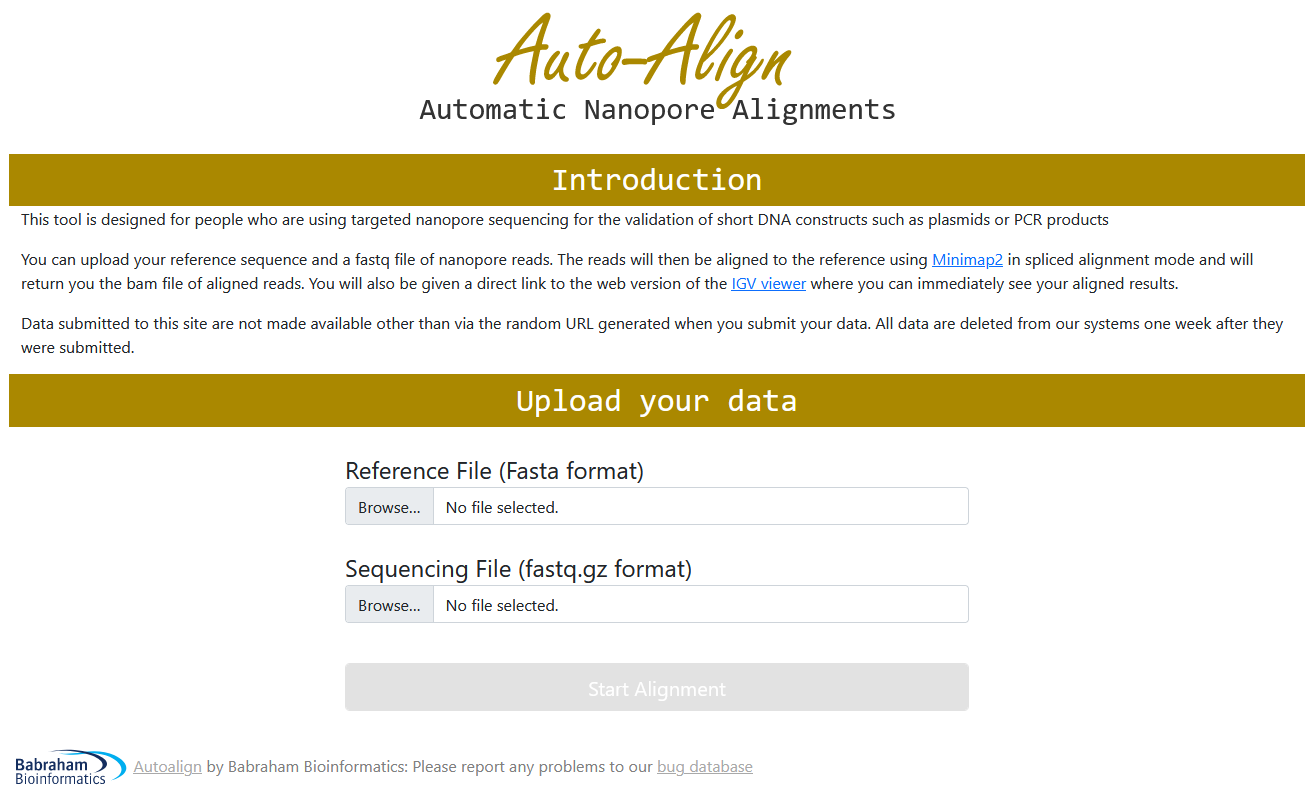 Auto-Align
Automatic Nanopore Alignments
Introduction
This tool is designed for people who are using targeted nanopore sequencing for the validation of short DNA constructs such as plasmids or PCR products
You can upload your reference sequence and a fastq file of nanopore reads. The reads will then be aligned to the reference using Minimap2 in spliced alignment mode and will
return you the bam file of aligned reads. You will also be given a direct link to the web version of the IGV viewer where you can immediately see your aligned results.
Data submitted to this site are not made available other than via the random URL generated when you submit your data. All data are deleted from our systems one week after they
were submitted.
Upload your data
Reference File (Fasta format)
Browse... No file selected.
Sequencing File (fastq.gz format)
Browse... No file selected.
Start Alignment
Babraham
Bioinformatics
Autoalign by Babraham Bioinformatics: Please report any problems to our bug database